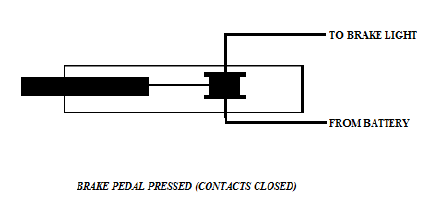 TO BRAKE LIGHT
FROM BATTERY
BRAKE PEDAL PRESSED (CONTACTS CLOSED)